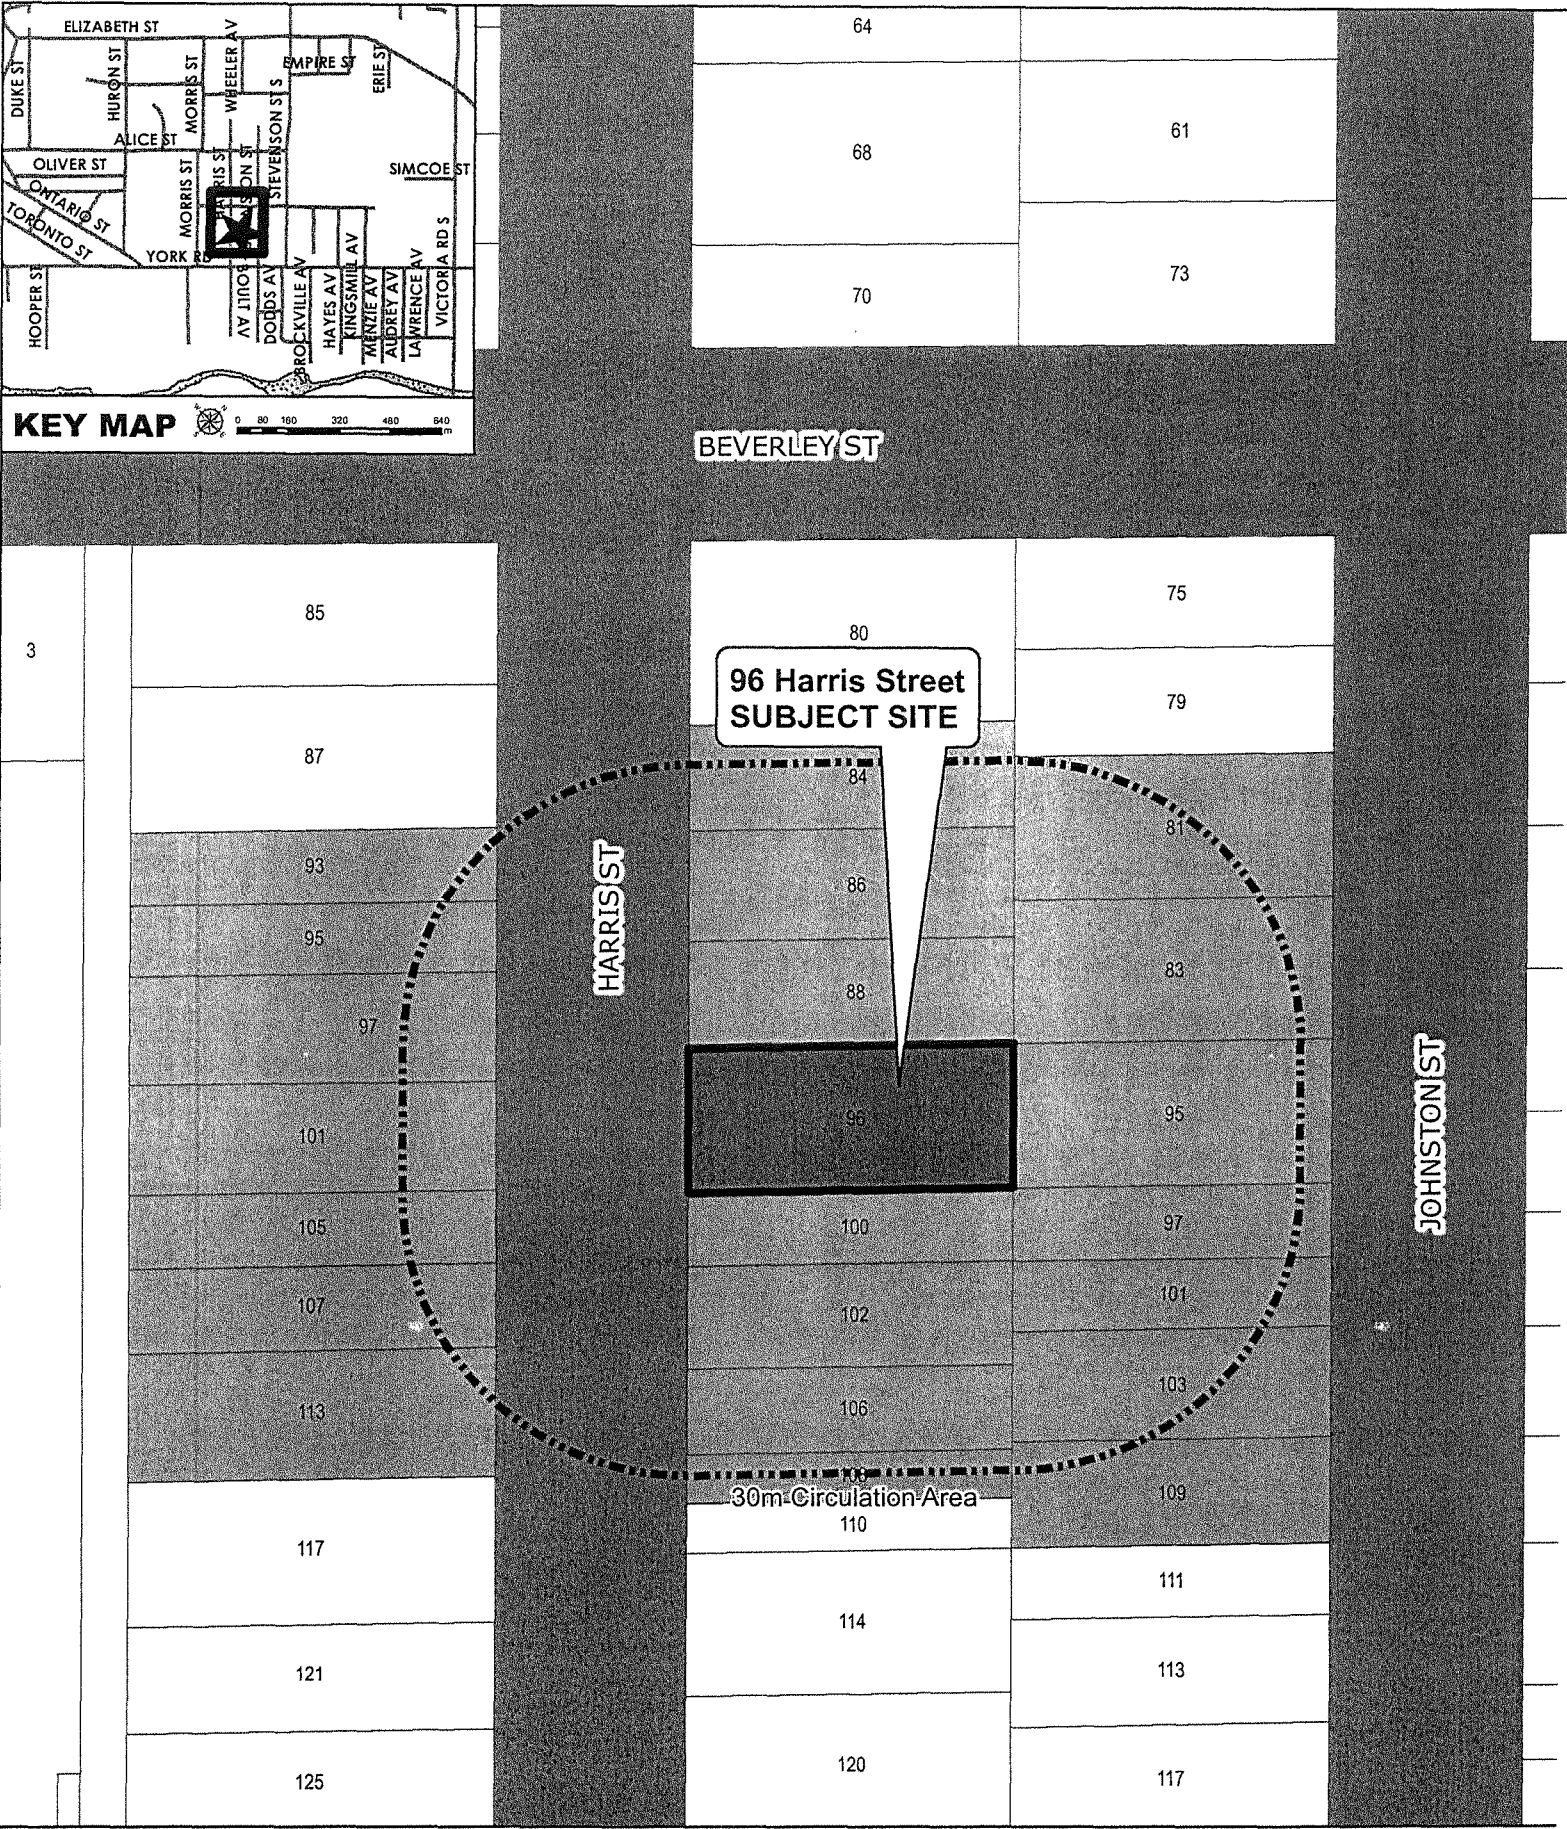 ELIZABETH ST
DUKE ST
HURON ST
MORRIS ST
WHEELER AV
EMPIRE ST
ERIE ST
ALICE ST
STEVENSON ST S
OLIVER ST
MORRIS ST
SIMCOE ST
ONTARIO ST
TORONTO ST
YORK RD
HOOPER ST
BOULT AV
DODDS AV
BROCKVILLE AV
HAYES AV
KINGSMILL AV
MENZIE AV
AUDREY AV
LAWRENCE AV
VICTORIA RD S
KEY MAP
0 80 160 320 480 640
m
64
68
61
70
73
BEVERLEY ST
3
85
87
80
75
79
96 Harris Street
SUBJECT SITE
84
81
93
86
95
83
88
97
HARRIS ST
96
95
101
JOHNSTON ST
105
100
97
107
102
101
113
106
103
108
109
30m Circulation Area
110
117
111
114
121
113
120
125
117